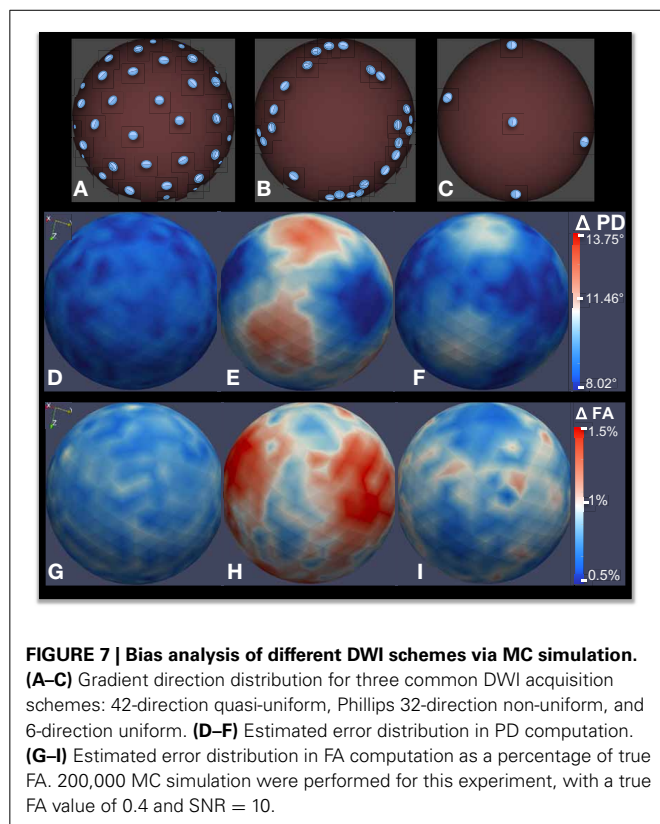 A
B
C
Δ PD
13.75°
11.46°
8.02°
D
E
F
Δ FA
1.5%
1%
0.5%
G
H
I
FIGURE 7 | Bias analysis of different DWI schemes via MC simulation.
(A–C) Gradient direction distribution for three common DWI acquisition
schemes: 42-direction quasi-uniform, Phillips 32-direction non-uniform, and
6-direction uniform. (D–F) Estimated error distribution in PD computation.
(G–I) Estimated error distribution in FA computation as a percentage of true
FA. 200,000 MC simulation were performed for this experiment, with a true
FA value of 0.4 and SNR = 10.